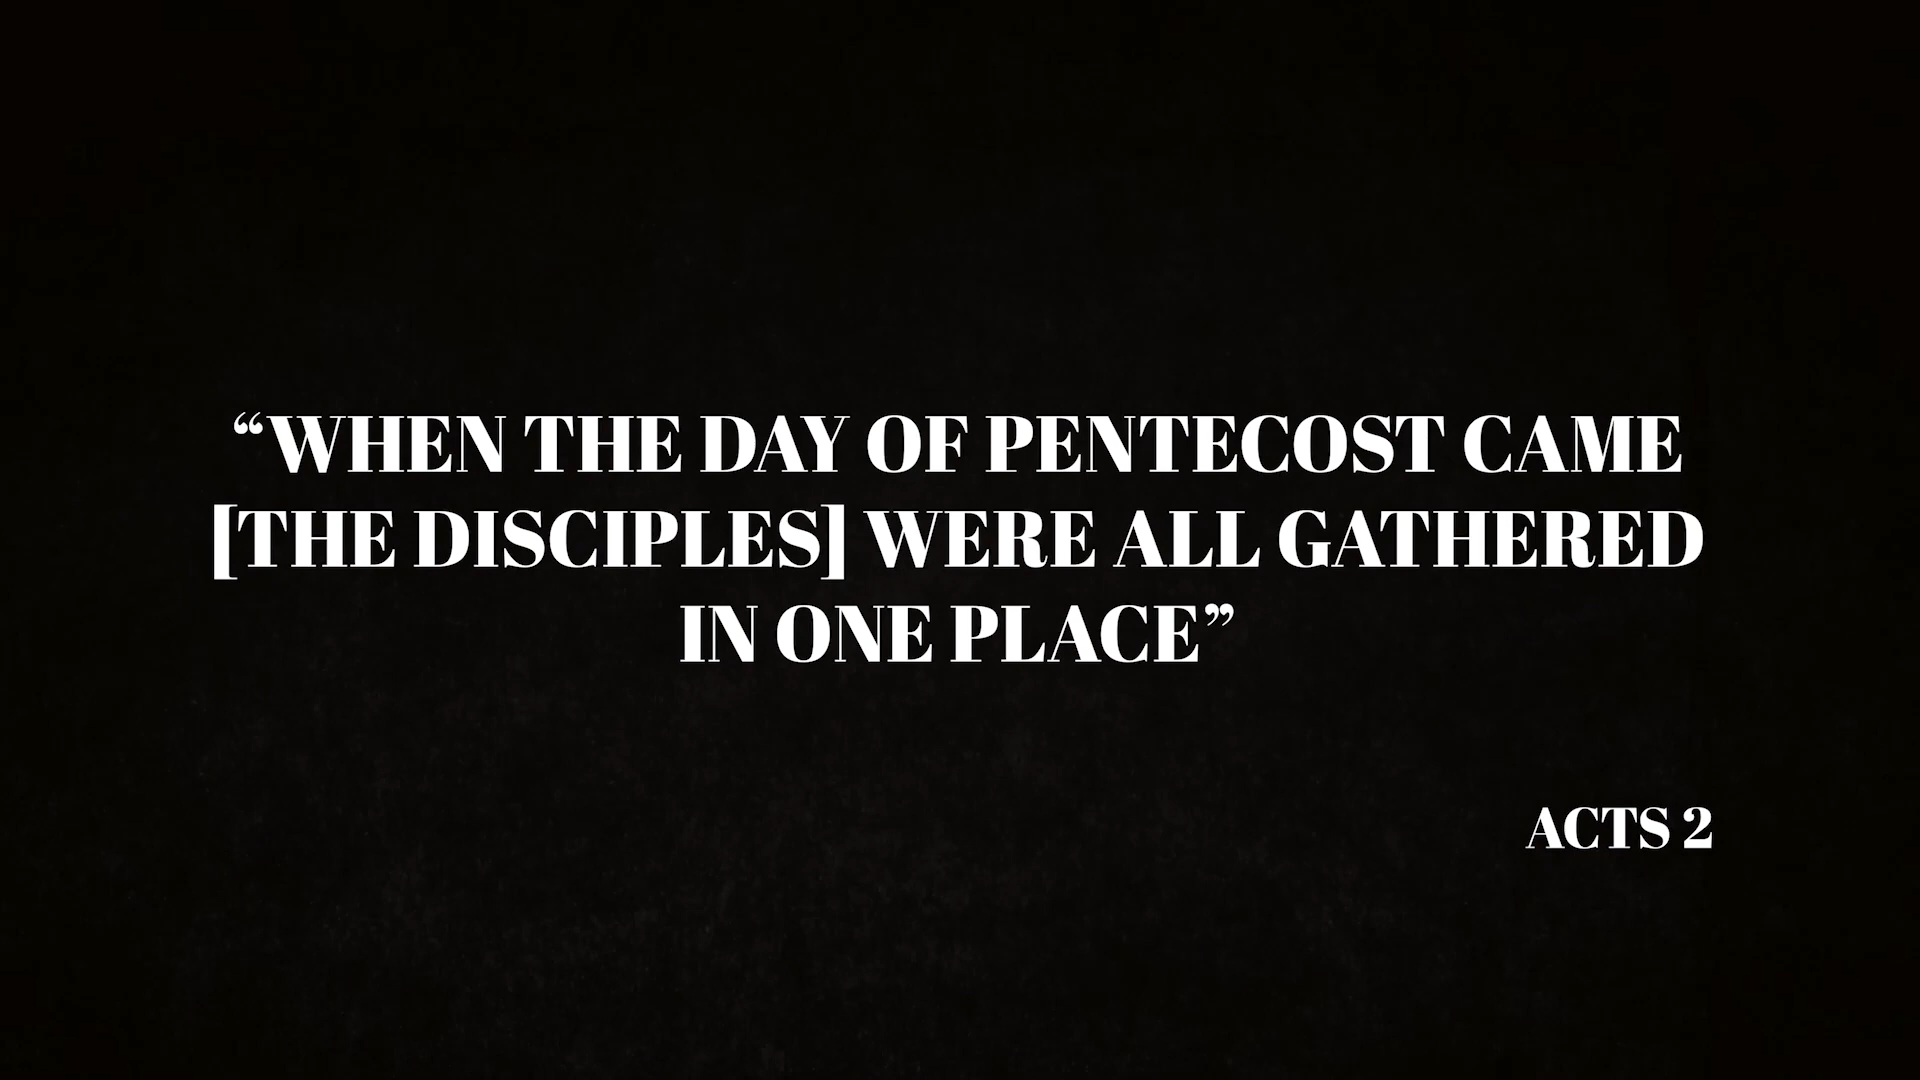 “WHEN THE DAY OF PENTECOST CAME
[THE DISCIPLES] WERE ALL GATHERED
IN ONE PLACE”
ACTS 2